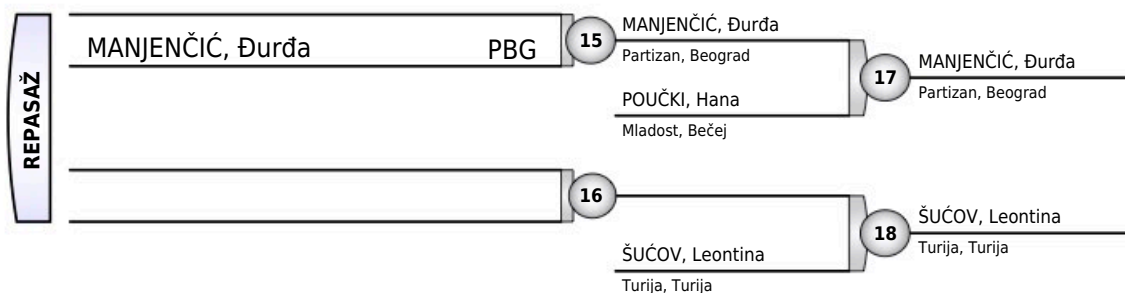 REPASAŽ
MANJENČIĆ, Đurđa PBG
15
MANJENČIĆ, Đurđa
Partizan, Beograd
POUČKI, Hana
Mladost, Bečej
17
MANJENČIĆ, Đurđa
Partizan, Beograd
16
ŠUĆOV, Leontina
Turija, Turija
18
ŠUĆOV, Leontina
Turija, Turija